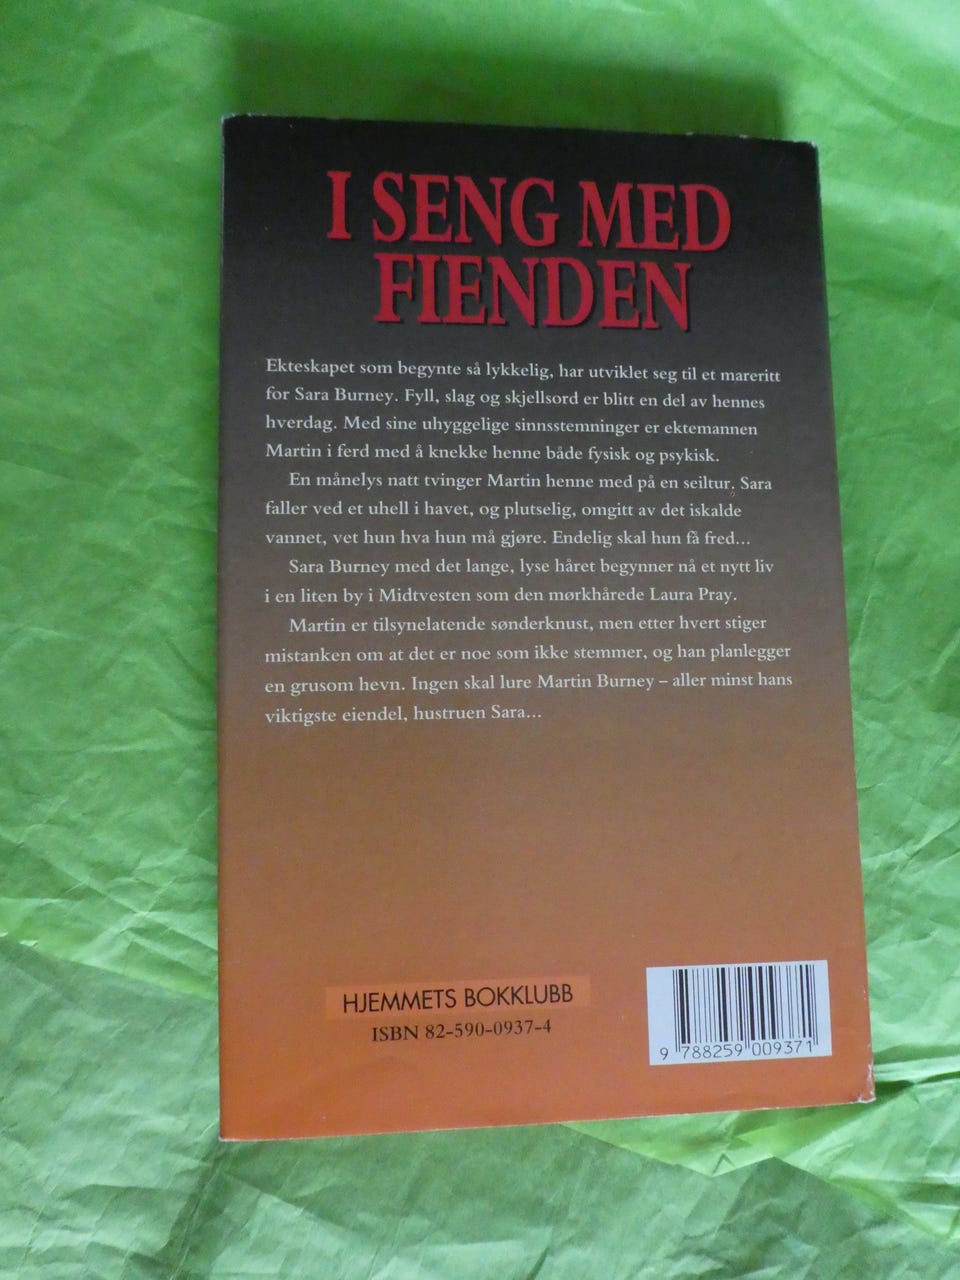 I SENG MED
FIENDEN
Ekteskapet som begynte så lykkelig, har utviklet seg til et mareritt
for Sara Burney. Fyll, slag og skjellsord er blitt en del av hennes
hverdag. Med sine uhyggelige sinnsstemninger er ektemannen
Martin i ferd med å knekke henne både fysisk og psykisk.
En månelys natt tvinger Martin henne med på en seiltur. Sara
faller ved et uhell i havet, og plutselig, omgitt av det iskalde
vannet, vet hun hva hun må gjøre. Endelig skal hun få fred...
Sara Burney med det lange, lyse håret begynner nå et nytt liv
i en liten by i Midtvesten som den mørkhårede Laura Pray.
Martin er tilsynelatende sønderknust, men etter hvert stiger
mistanken om at det er noe som ikke stemmer, og han planlegger
en grusom hevn. Ingen skal lure Martin Burney – aller minst hans
viktigste eiendel, hustruen Sara...
HJEMMETS BOKKLUBB
ISBN 82-590-0937-4
9 788259 009371